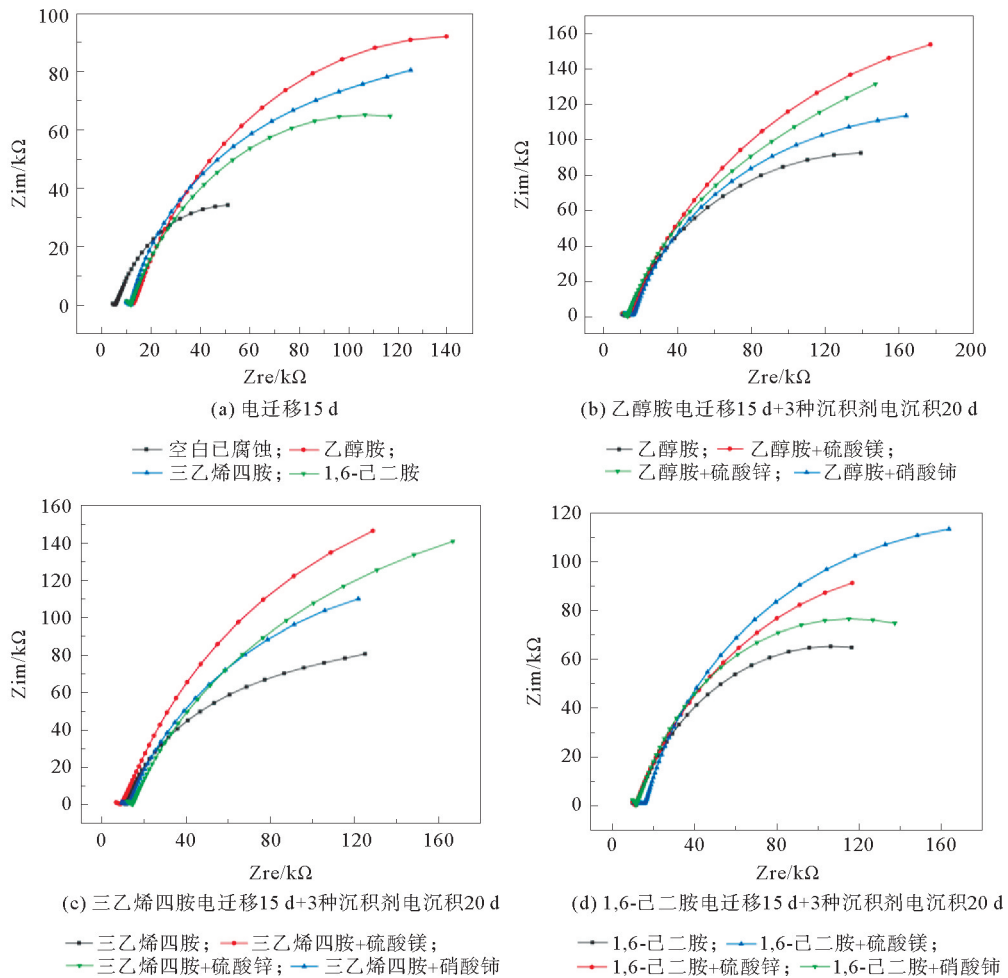 100
80
60
40
20
0
Zim/kΩ
0 20 40 60 80 100 120 140
Zre/kΩ
(a) 电迁移15 d
空白已腐蚀; 乙醇胺;
三乙烯四胺; 1,6-己二胺
160
140
120
100
80
60
40
20
0
Zim/kΩ
0 40 80 120 160 200
Zre/kΩ
(b) 乙醇胺电迁移15 d+3种沉积剂电沉积20 d
乙醇胺; 乙醇胺+硫酸镁;
乙醇胺+硫酸锌; 乙醇胺+硝酸铈
160
140
120
100
80
60
40
20
0
Zim/kΩ
0 40 80 120 160
Zre/kΩ
(c) 三乙烯四胺电迁移15 d+3种沉积剂电沉积20 d
三乙烯四胺; 三乙烯四胺+硫酸镁;
三乙烯四胺+硫酸锌; 三乙烯四胺+硝酸铈
120
100
80
60
40
20
0
Zim/kΩ
0 40 80 120 160
Zre/kΩ
(d) 1,6-己二胺电迁移15 d+3种沉积剂电沉积20 d
1,6-己二胺; 1,6-己二胺+硫酸镁;
1,6-己二胺+硫酸锌; 1,6-己二胺+硝酸铈